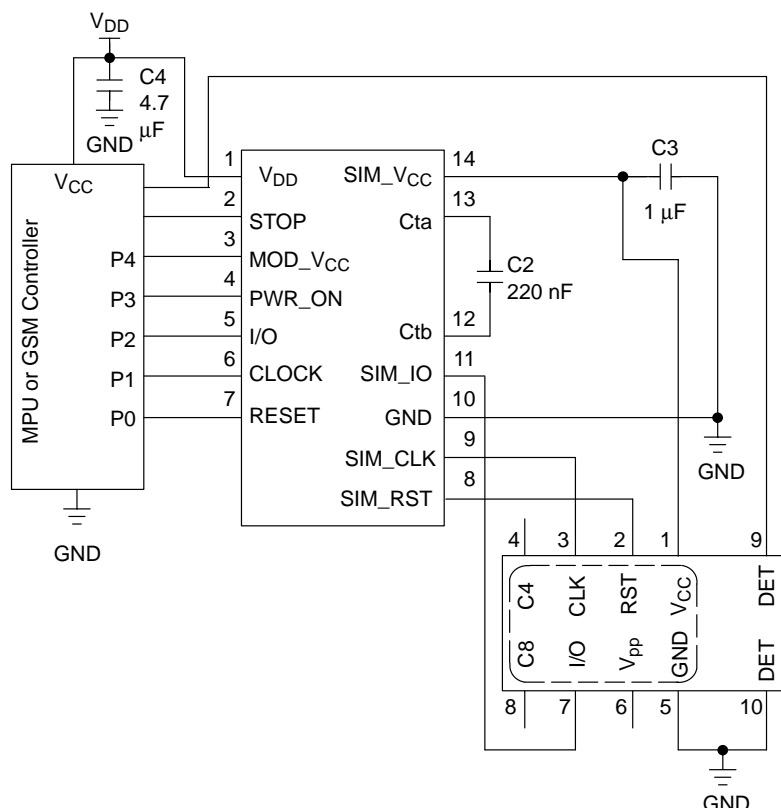 VDD
C4
4.7
μF
GND
MPU or GSM Controller
VCC
P4
P3
P2
P1
P0
GND
1
2
3
4
5
6
7
VDD
STOP
MOD_VCC
PWR_ON
I/O
CLOCK
RESET
SIM_VCC
Cta
Ctb
SIM_IO
GND
SIM_CLK
SIM_RST
14
13
12
11
10
9
8
C2
220 nF
C3
1 μF
GND
4
3
2
1
9
C4
CLK
RST
VCC
DET
C8
I/O
Vpp
GND
DET
8
7
6
5
10
GND